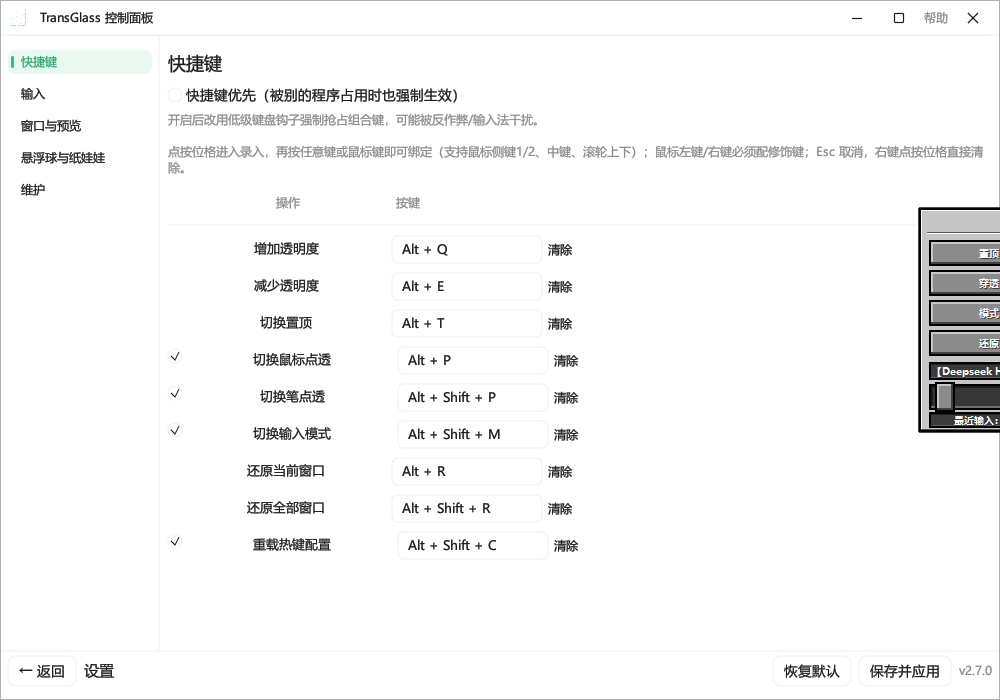 TransGlass 控制面板
帮助
快捷键
输入
窗口与预览
悬浮球与纸娃娃
维护
快捷键
快捷键优先（被别的程序占用时也强制生效）
开启后改用低级键盘钩子强制抢占组合键，可能被反作弊/输入法干扰。
点按位格进入录入，再按任意键或鼠标键即可绑定（支持鼠标侧键1/2、中键、滚轮上下）；鼠标左键/右键必须配修饰键；Esc 取消，右键点按位格直接清
除。
操作 按键
增加透明度 Alt + Q 清除
减少透明度 Alt + E 清除
切换置顶 Alt + T 清除
切换鼠标点透 Alt + P 清除
切换笔点透 Alt + Shift + P 清除
切换输入模式 Alt + Shift + M 清除
还原当前窗口 Alt + R 清除
还原全部窗口 Alt + Shift + R 清除
重载热键配置 Alt + Shift + C 清除
置顶
穿透
模式
还原
【Deepseek H
最近输入:
← 返回 设置
恢复默认 保存并应用 v2.7.0